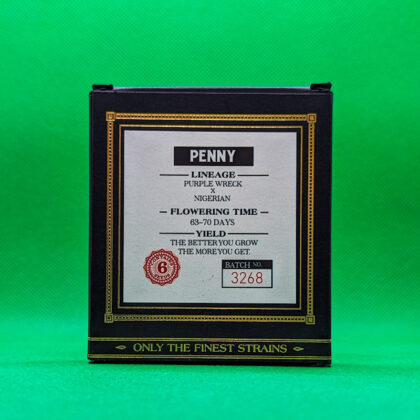 PENNY
LINEAGE
PURPLE WRECK
X
NIGERIAN
FLOWERING TIME
63-70 DAYS
YIELD
THE BETTER YOU GROW
THE MORE YOU GET.
6
BATCH NO.
3268
ONLY THE FINEST STRAINS